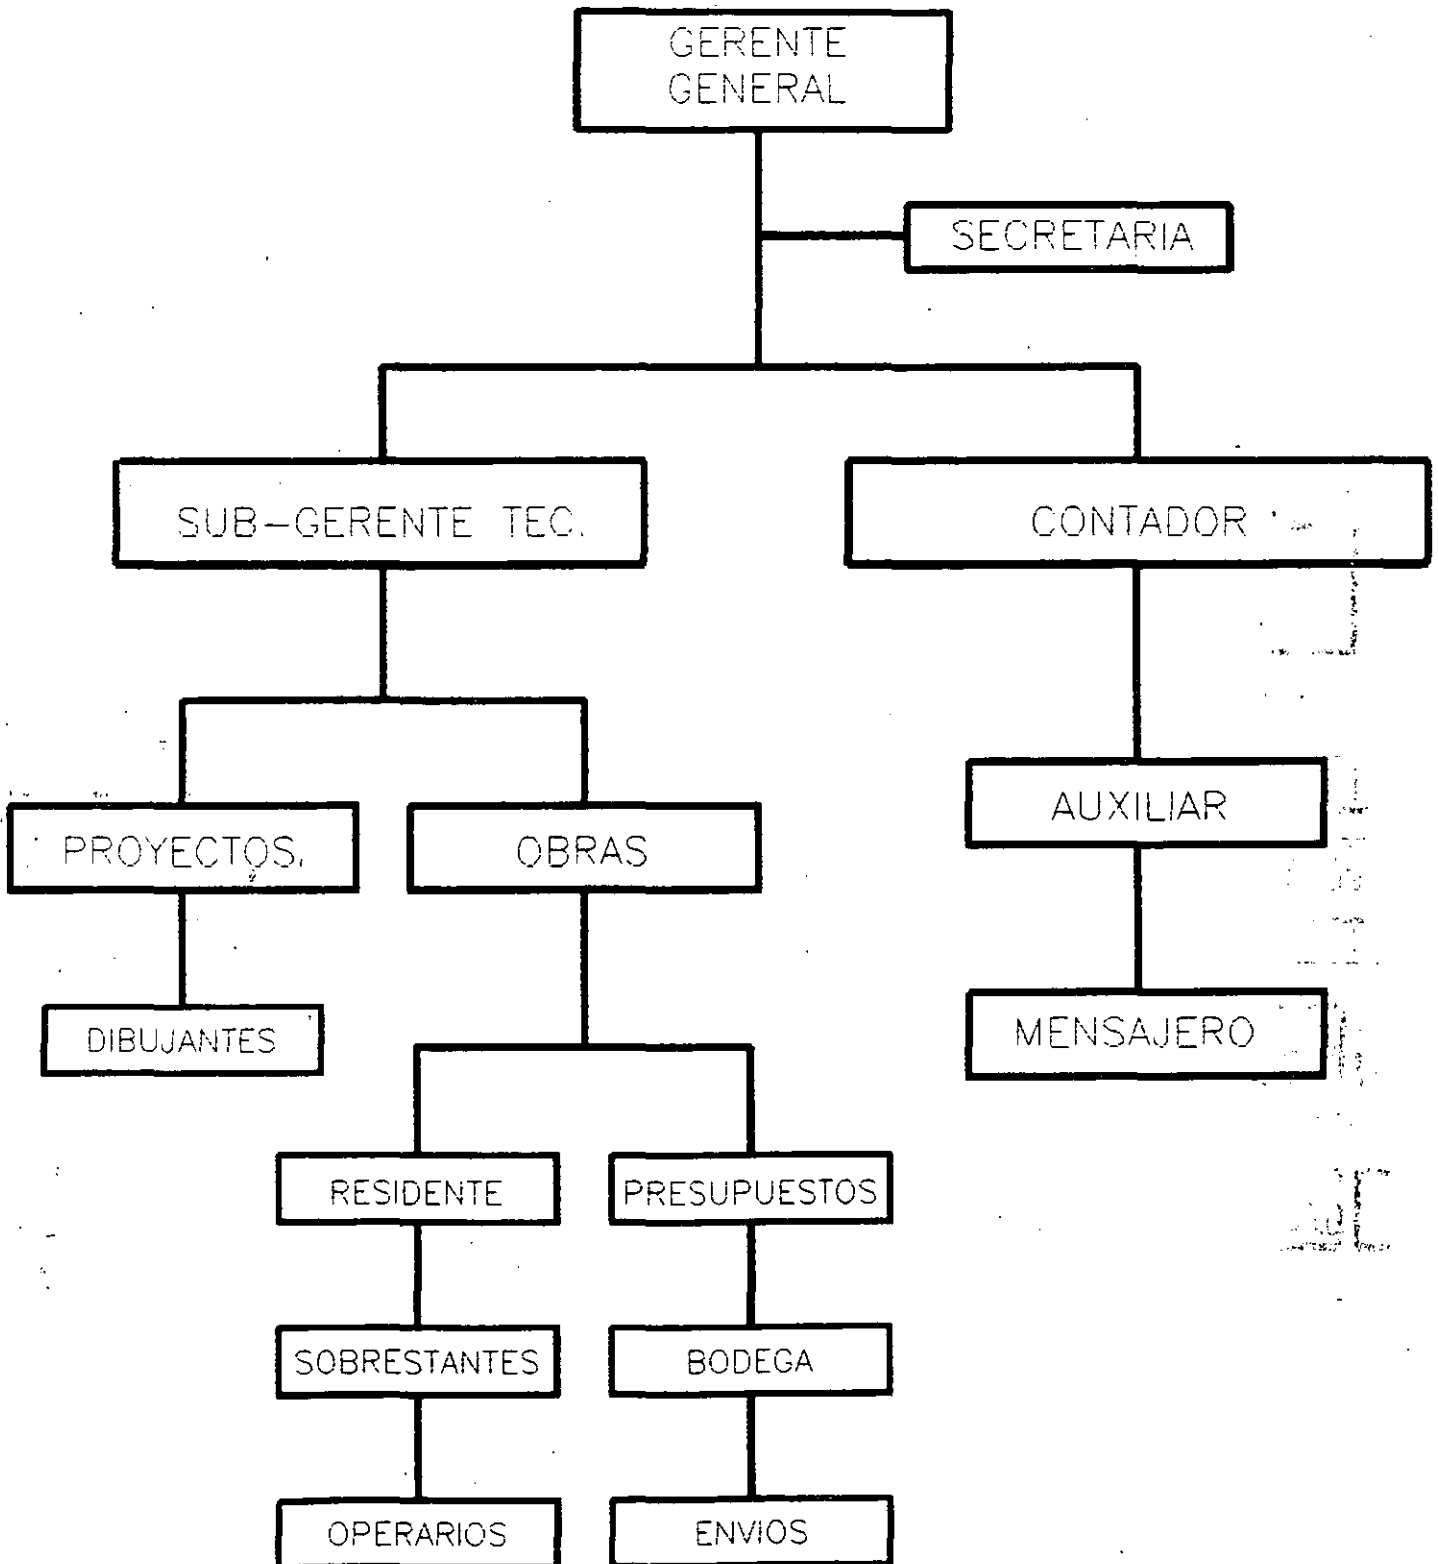 GERENTE
GENERAL
SECRETARIA
SUB-GERENTE TEC.
CONTADOR
PROYECTOS.
OBRAS
AUXILIAR
DIBUJANTES
MENSAJERO
RESIDENTE
PRESUPUESTOS
SOBRESTANTES
BODEGA
OPERARIOS
ENVIOS